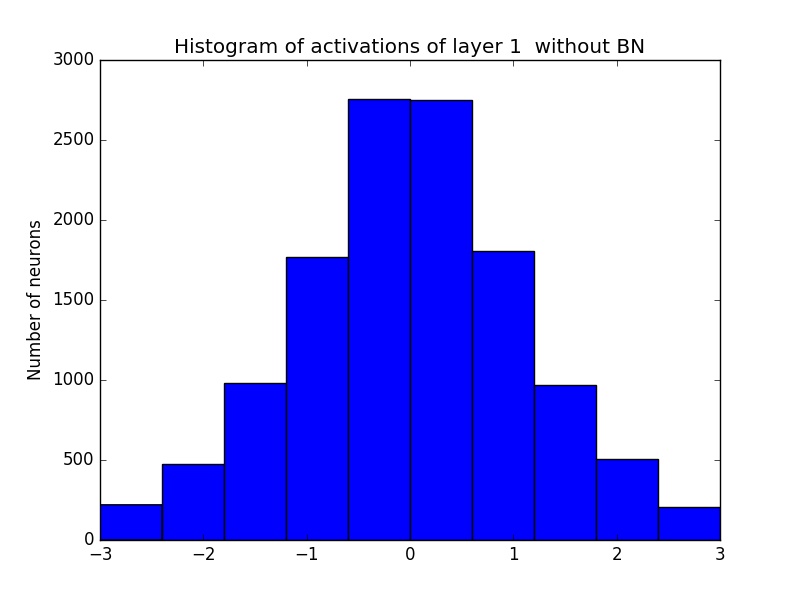 Histogram of activations of layer 1  without BN
Number of neurons
3000
2500
2000
1500
1000
500
0
−3 −2 −1 0 1 2 3